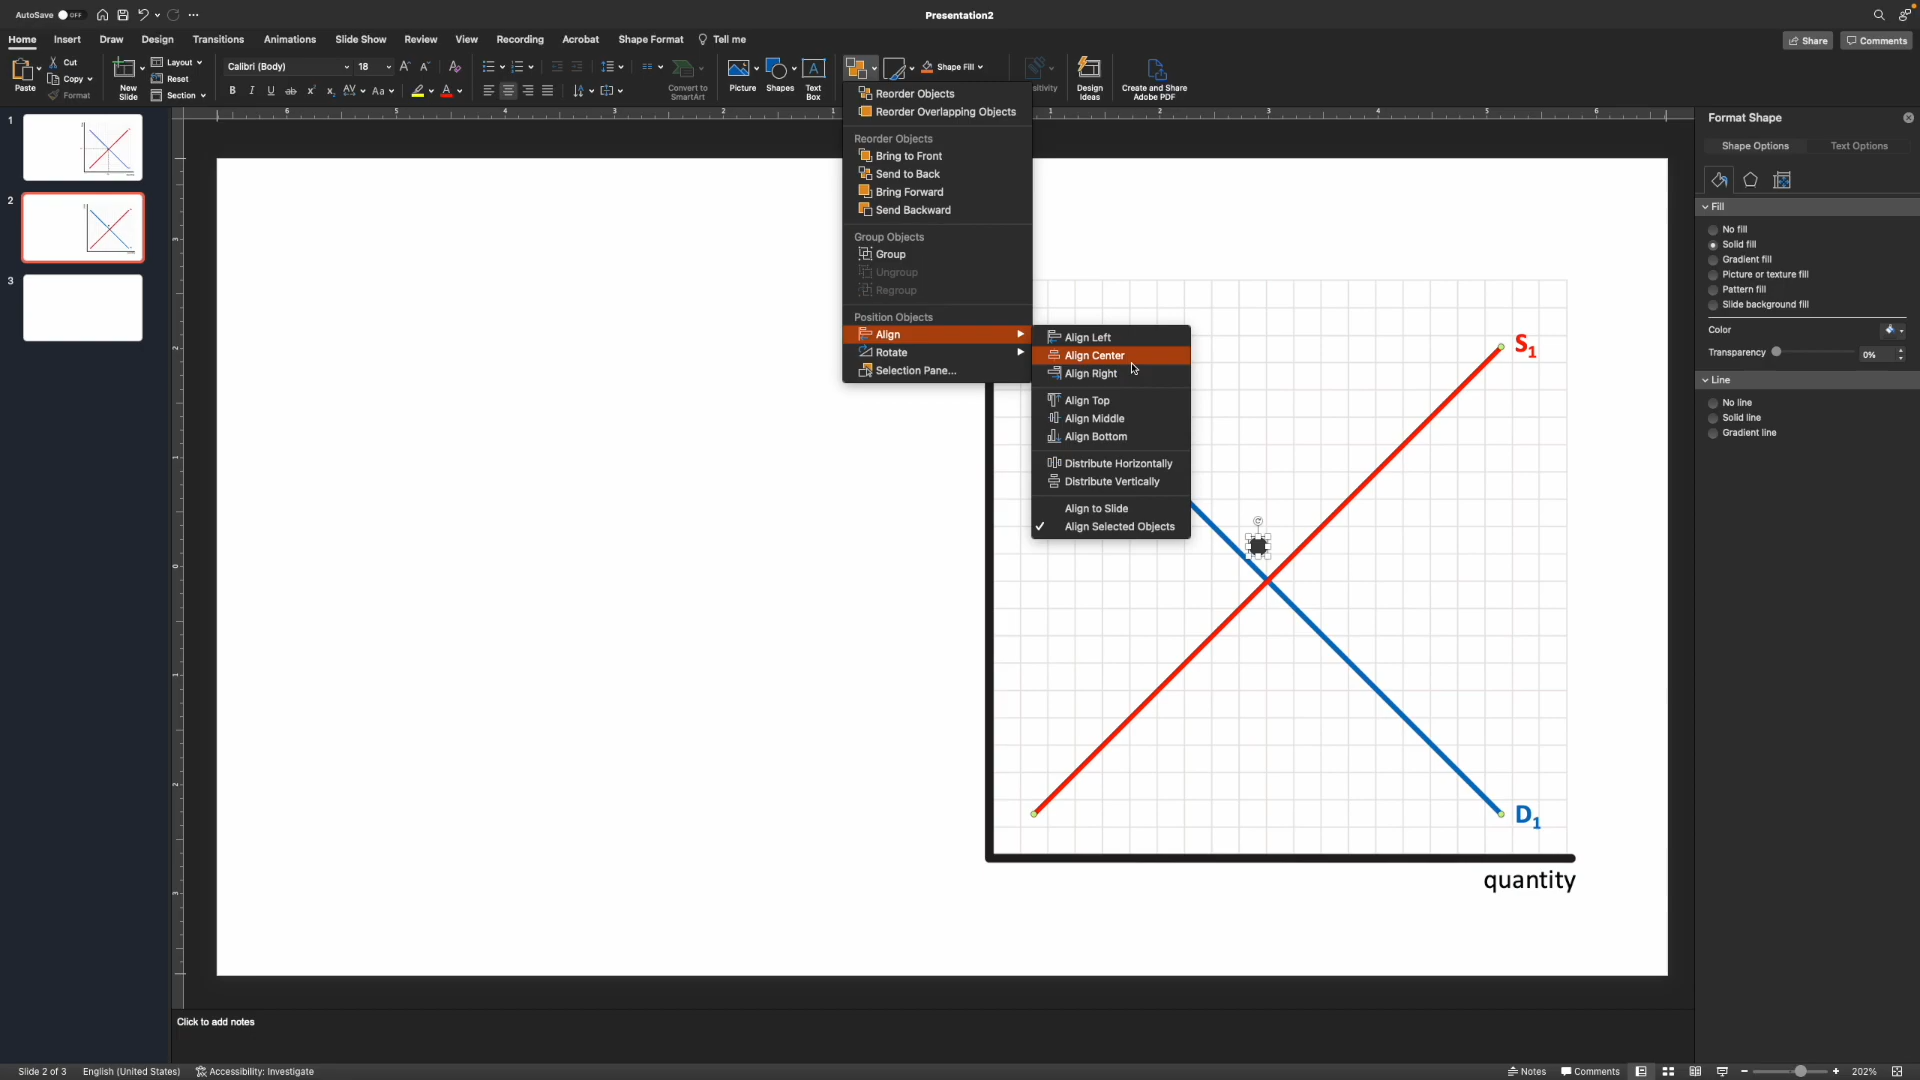 AutoSave OFF
Presentation2
Home Insert Draw Design Transitions Animations Slide Show Review View Recording Acrobat Shape Format Tell me
Share Comments
Paste
Cut
Copy
Format
New Slide
Layout
Reset
Section
Calibri (Body) 18
Convert to SmartArt
Picture
Shapes
Text Box
Shape Fill
Design Ideas
Create and Share Adobe PDF
Reorder Objects
Reorder Overlapping Objects
Reorder Objects
Bring to Front
Send to Back
Bring Forward
Send Backward
Group Objects
Group
Ungroup
Regroup
Position Objects
Align
Rotate
Selection Pane...
Align Left
Align Center
Align Right
Align Top
Align Middle
Align Bottom
Distribute Horizontally
Distribute Vertically
Align to Slide
Align Selected Objects
1
2
3
S1
D1
quantity
Format Shape
Shape Options Text Options
Fill
No fill
Solid fill
Gradient fill
Picture or texture fill
Pattern fill
Slide background fill
Color
Transparency 0%
Line
No line
Solid line
Gradient line
Click to add notes
Slide 2 of 3 English (United States) Accessibility: Investigate
Notes Comments 202%